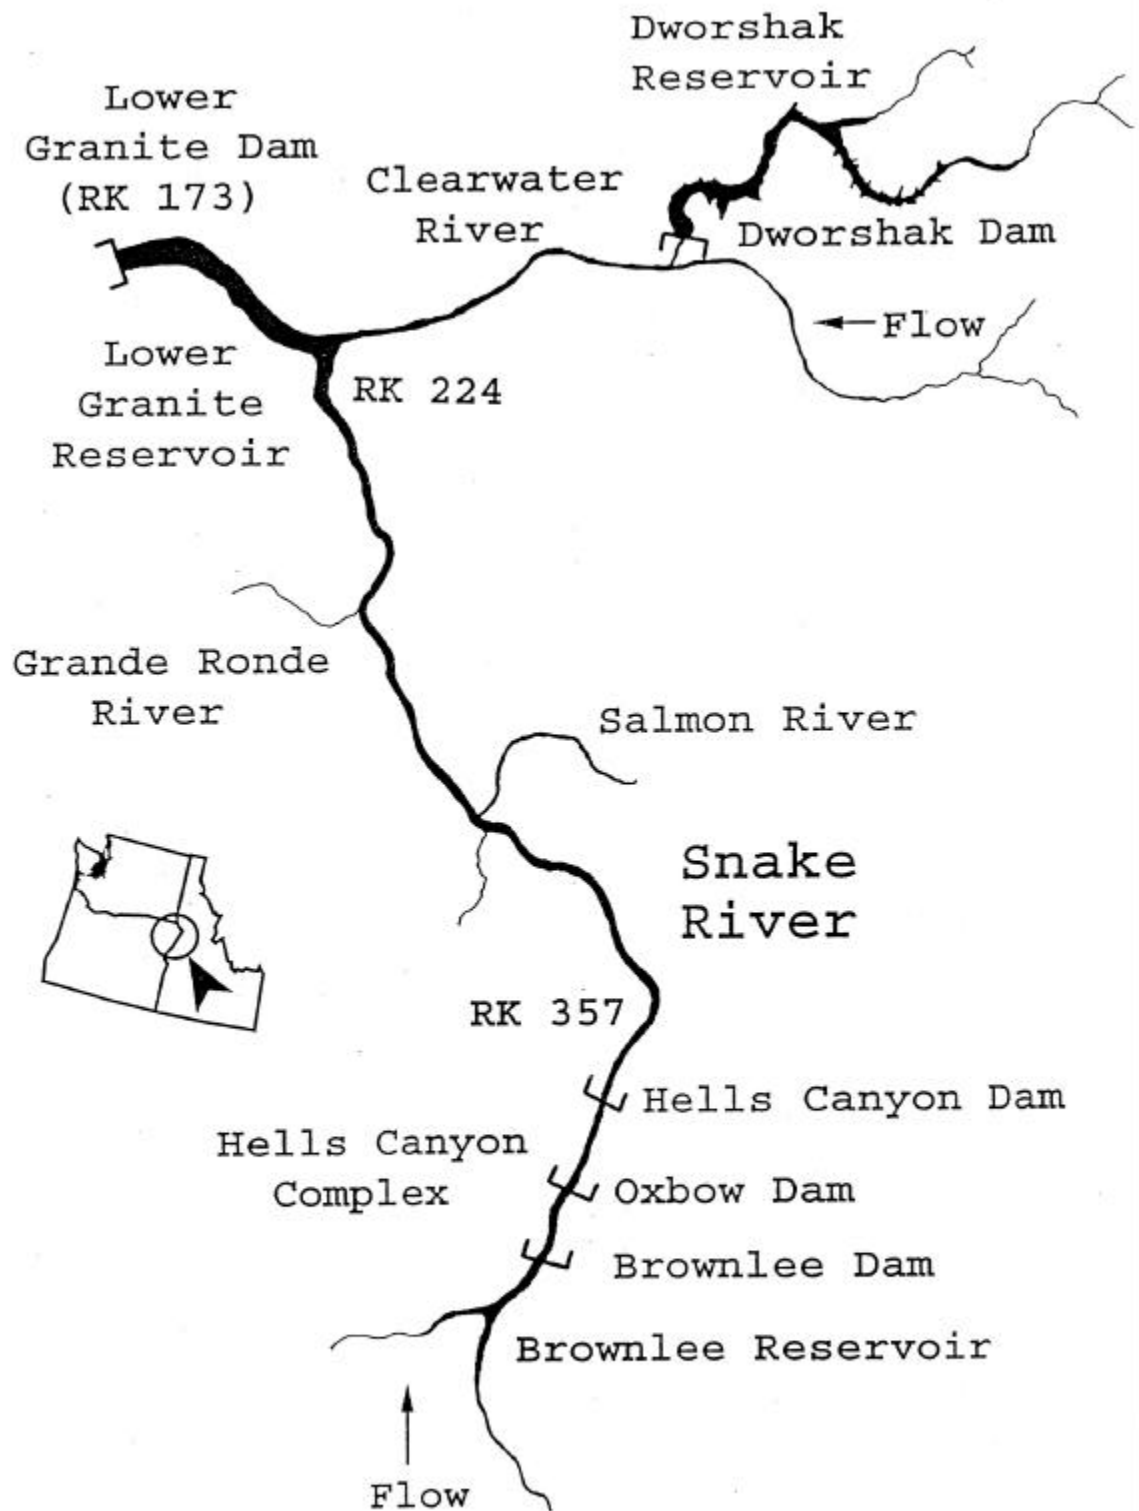 Dworshak
Reservoir
Lower
Granite Dam
(RK 173)
Clearwater
River
Dworshak Dam
Flow
Lower
Granite
Reservoir
RK 224
Grande Ronde
River
Salmon River
Snake
River
RK 357
Hells Canyon Dam
Hells Canyon
Complex
Oxbow Dam
Brownlee Dam
Brownlee Reservoir
Flow